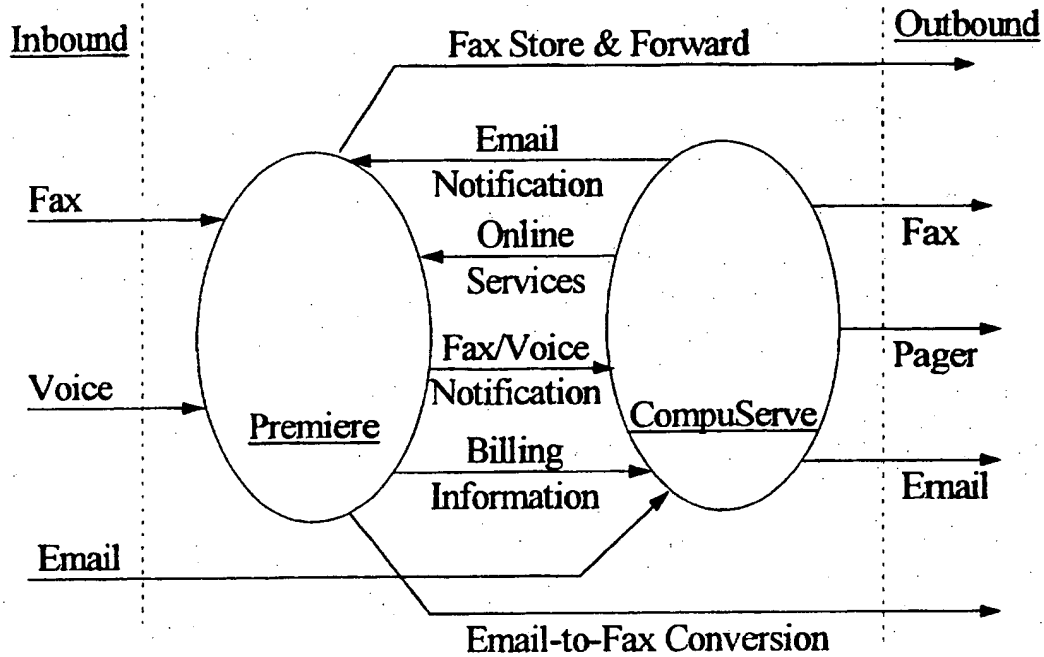 Inbound
Outbound
Fax Store & Forward
Email
Notification
Fax
Fax
Online
Services
Fax/Voice
Notification
Pager
Voice
Premiere
CompuServe
Billing
Information
Email
Email
Email-to-Fax Conversion